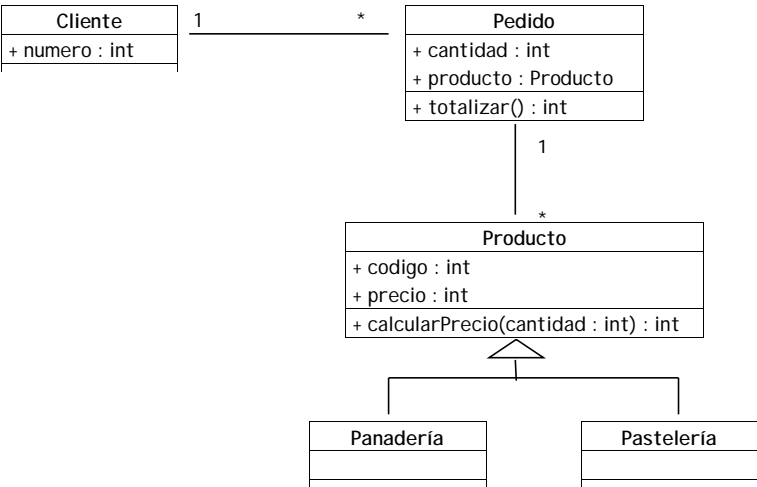 Cliente
+ numero : int
1
*
Pedido
+ cantidad : int
+ producto : Producto
+ totalizar() : int
1
*
Producto
+ codigo : int
+ precio : int
+ calcularPrecio(cantidad : int) : int
Panadería
Pastelería